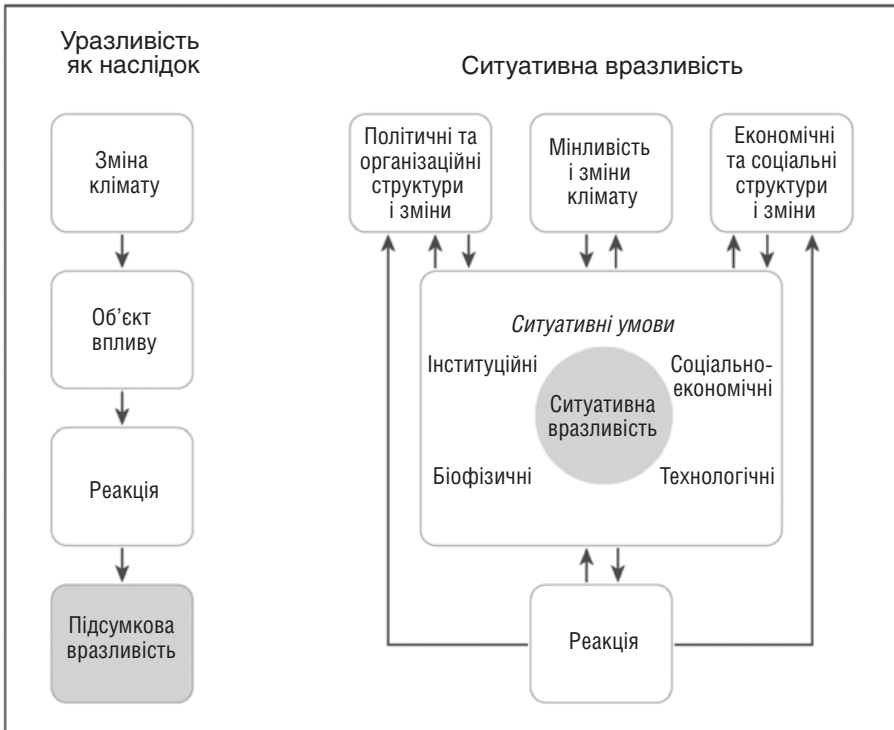 Уразливість
як наслідок
Зміна
клімату
Об’єкт
впливу
Реакція
Підсумкова
вразливість
Ситуативна вразливість
Політичні та
організаційні
структури
і зміни
Мінливість
і зміни
клімату
Економічні
та соціальні
структури
і зміни
Ситуативні умови
Інституційні
Соціально-
економічні
Ситуативна
вразливість
Біофізичні
Технологічні
Реакція